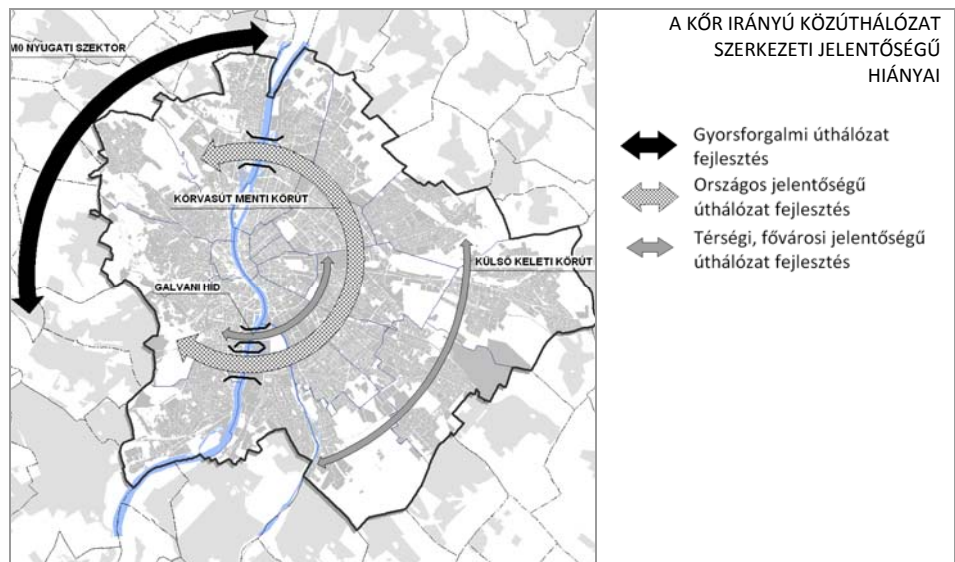 M0 NYUGATI SZEKTOR
KÖRVASÚT MENTI KÖRÚT
KÜLSŐ KELETI KÖRÚT
GALVANI HÍD
A KŐR IRÁNYÚ KÖZÚTHÁLÓZAT
SZERKEZETI JELENTŐSÉGŰ
HIÁNYAI
Gyorsforgalmi úthálózat
fejlesztés
Országos jelentőségű
úthálózat fejlesztés
Térségi, fővárosi jelentőségű
úthálózat fejlesztés